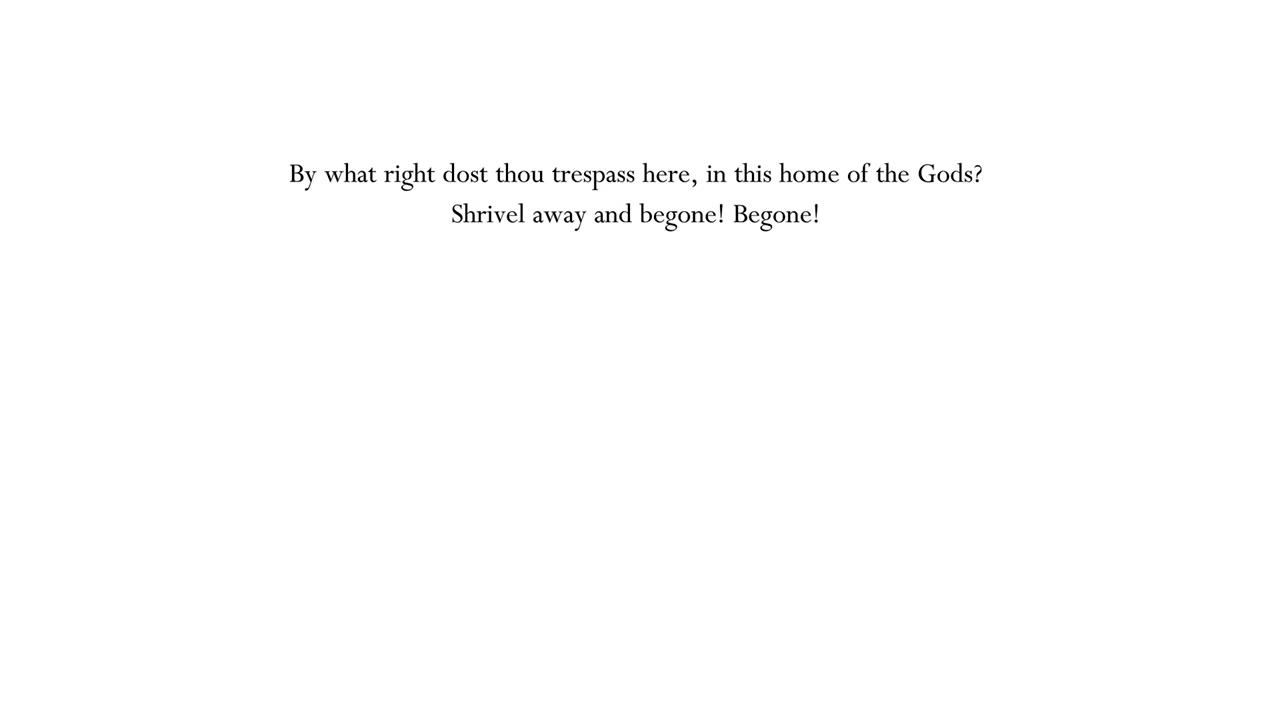 By what right dost thou trespass here, in this home of the Gods?
Shrivel away and begone! Begone!